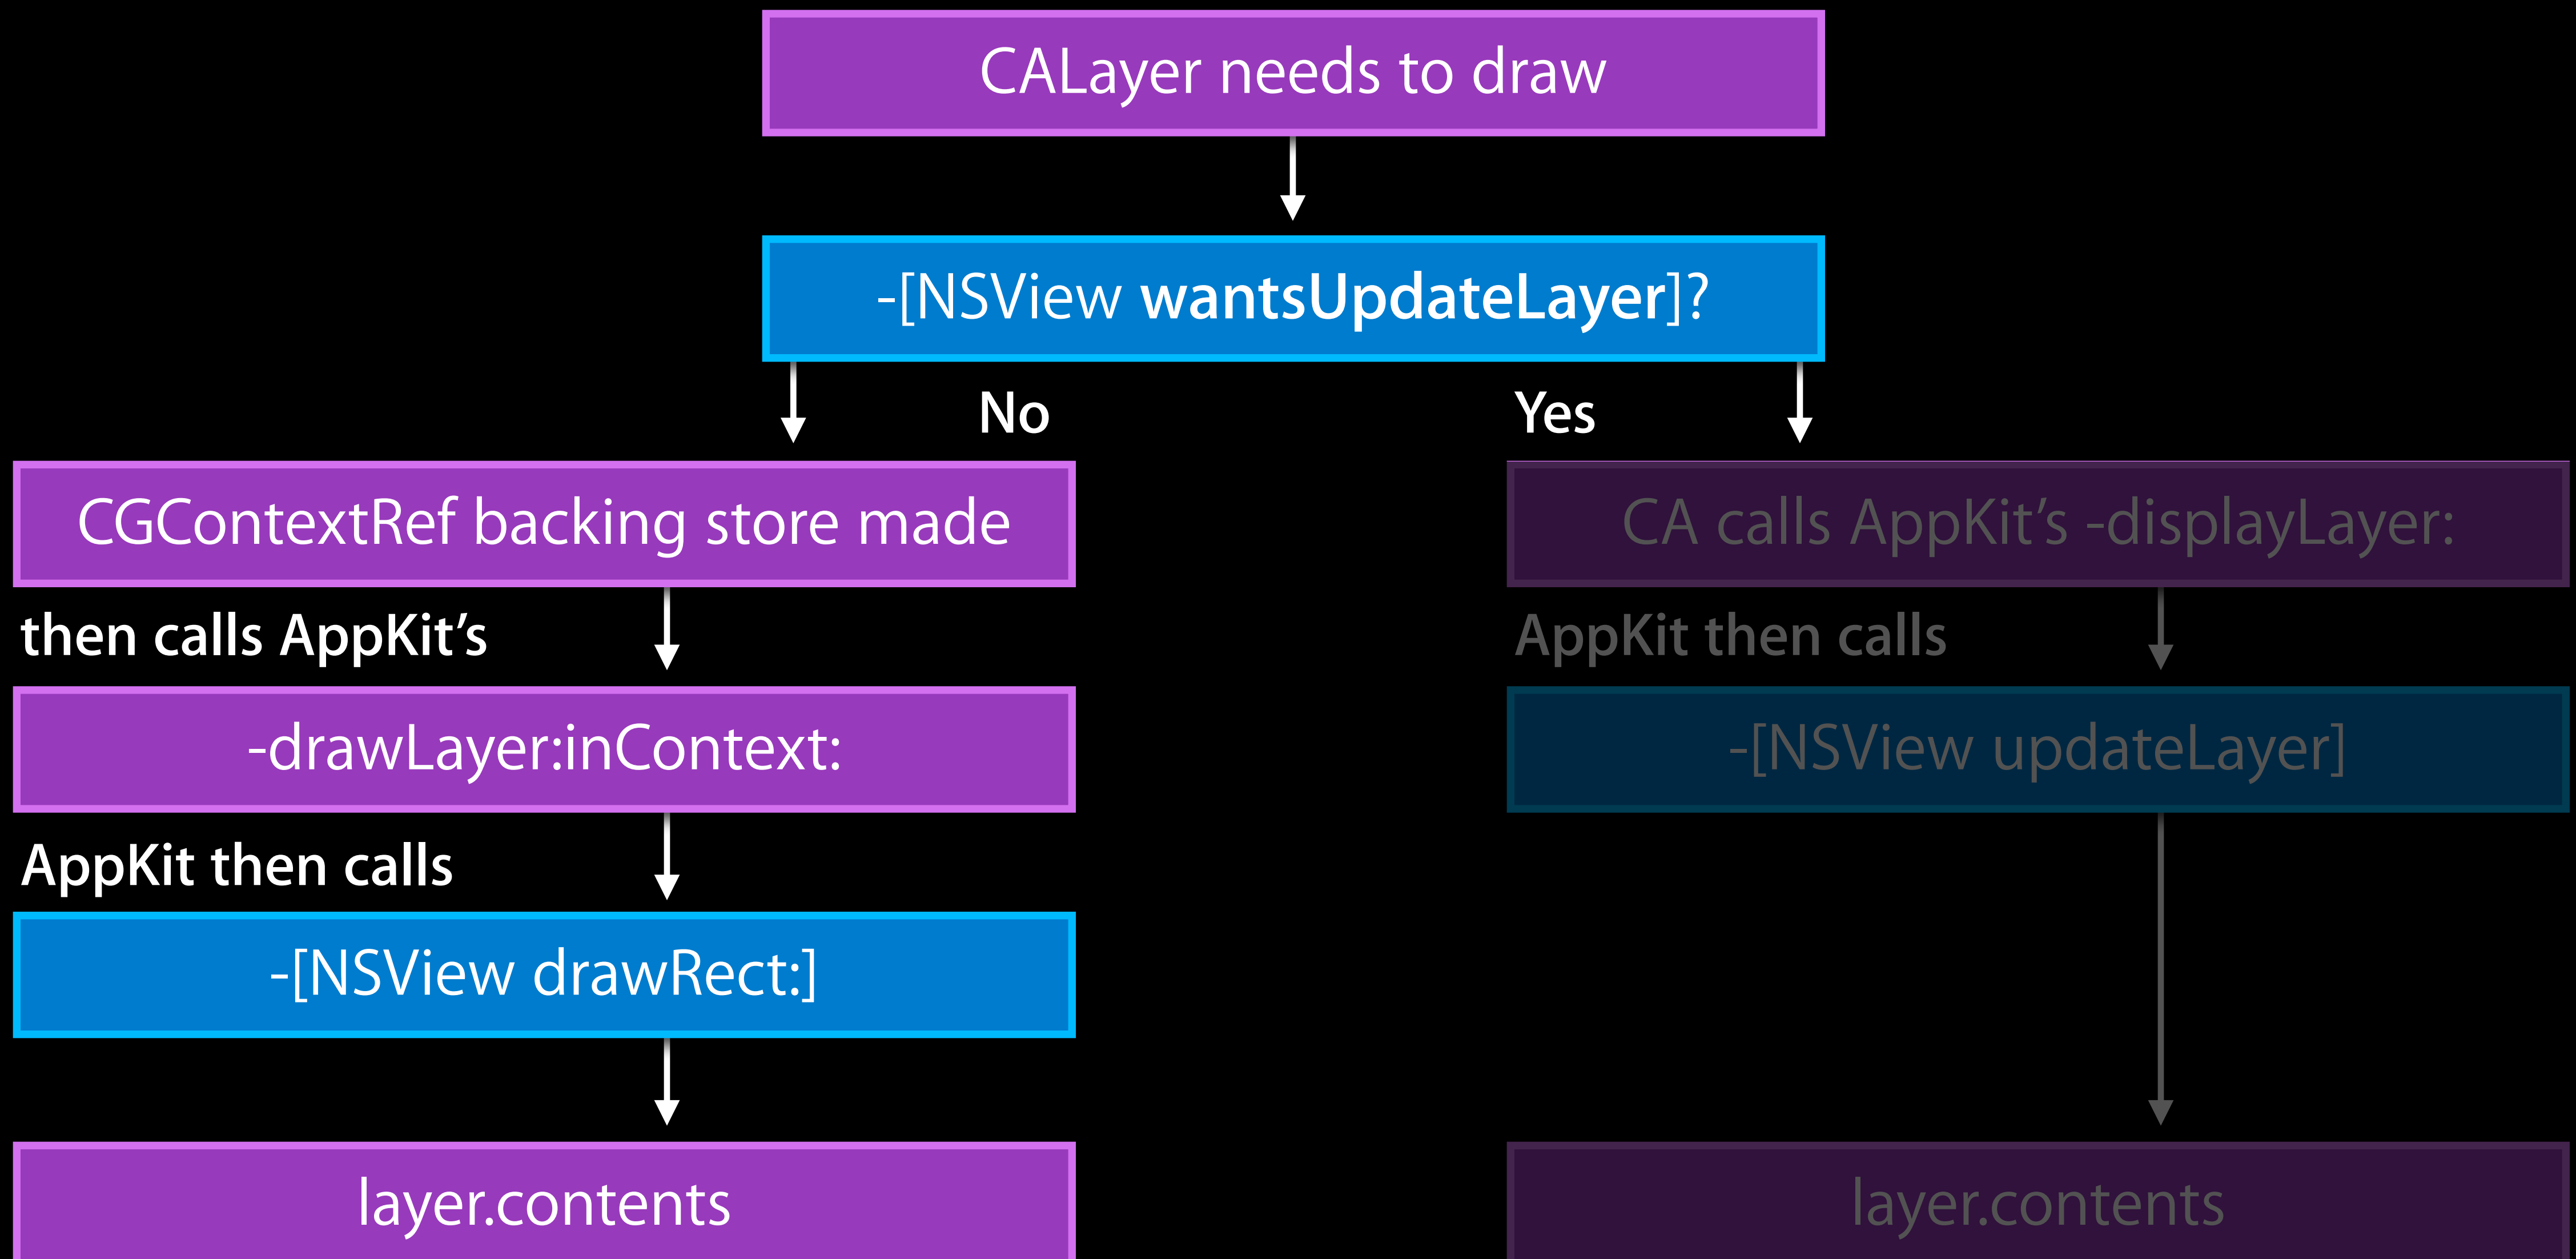 CALayer needs to draw
-[NSView wantsUpdateLayer]?
No
Yes
CGContextRef backing store made
CA calls AppKit’s -displayLayer:
then calls AppKit’s
AppKit then calls
-drawLayer:inContext:
-[NSView updateLayer]
AppKit then calls
-[NSView drawRect:]
layer.contents
layer.contents